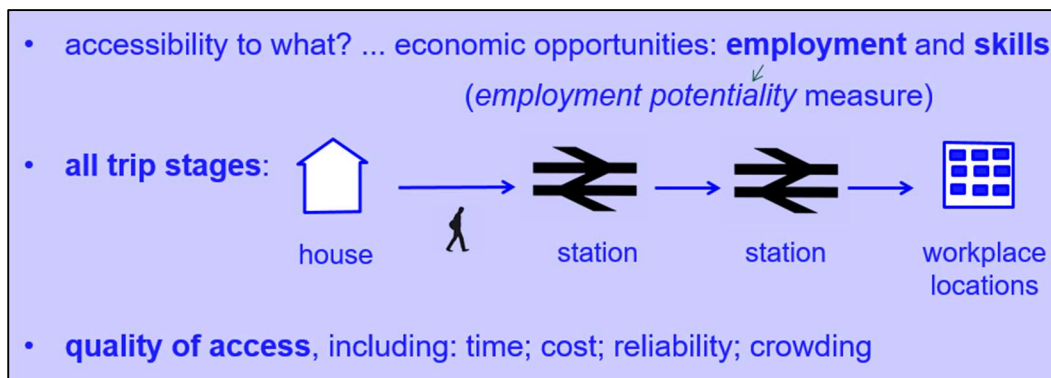 • accessibility to what? ... economic opportunities: employment and skills
(employment potentiality measure)
• all trip stages:
house
station
station
workplace
locations
• quality of access, including: time; cost; reliability; crowding